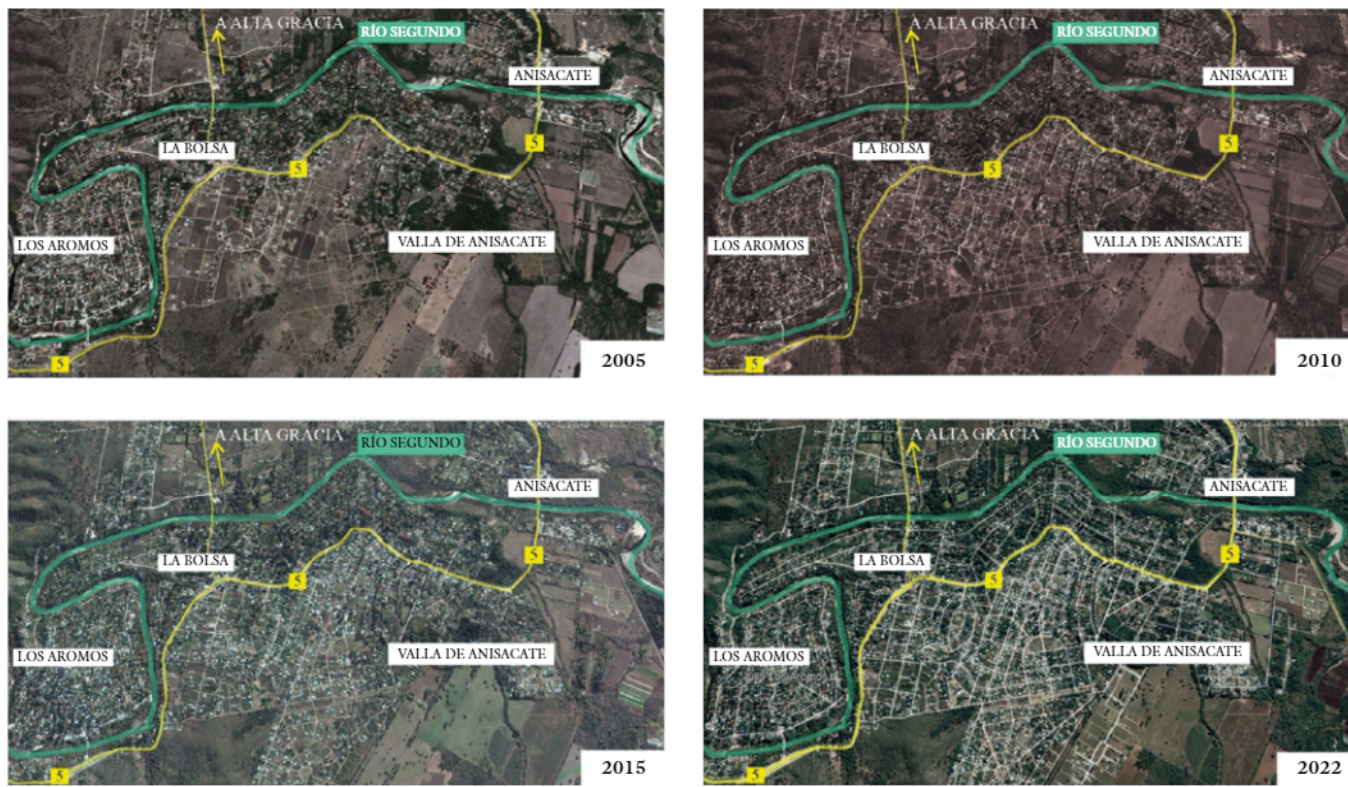 A ALTA GRACIA
RÍO SEGUNDO
ANISACATE
LA BOLSA
5
5
LOS AROMOS
VALLA DE ANISACATE
5
2005
A ALTA GRACIA
RÍO SEGUNDO
ANISACATE
LA BOLSA
5
5
LOS AROMOS
VALLA DE ANISACATE
5
2010
A ALTA GRACIA
RÍO SEGUNDO
ANISACATE
LA BOLSA
5
5
LOS AROMOS
VALLA DE ANISACATE
5
2015
A ALTA GRACIA
RÍO SEGUNDO
ANISACATE
LA BOLSA
5
5
LOS AROMOS
VALLA DE ANISACATE
5
2022